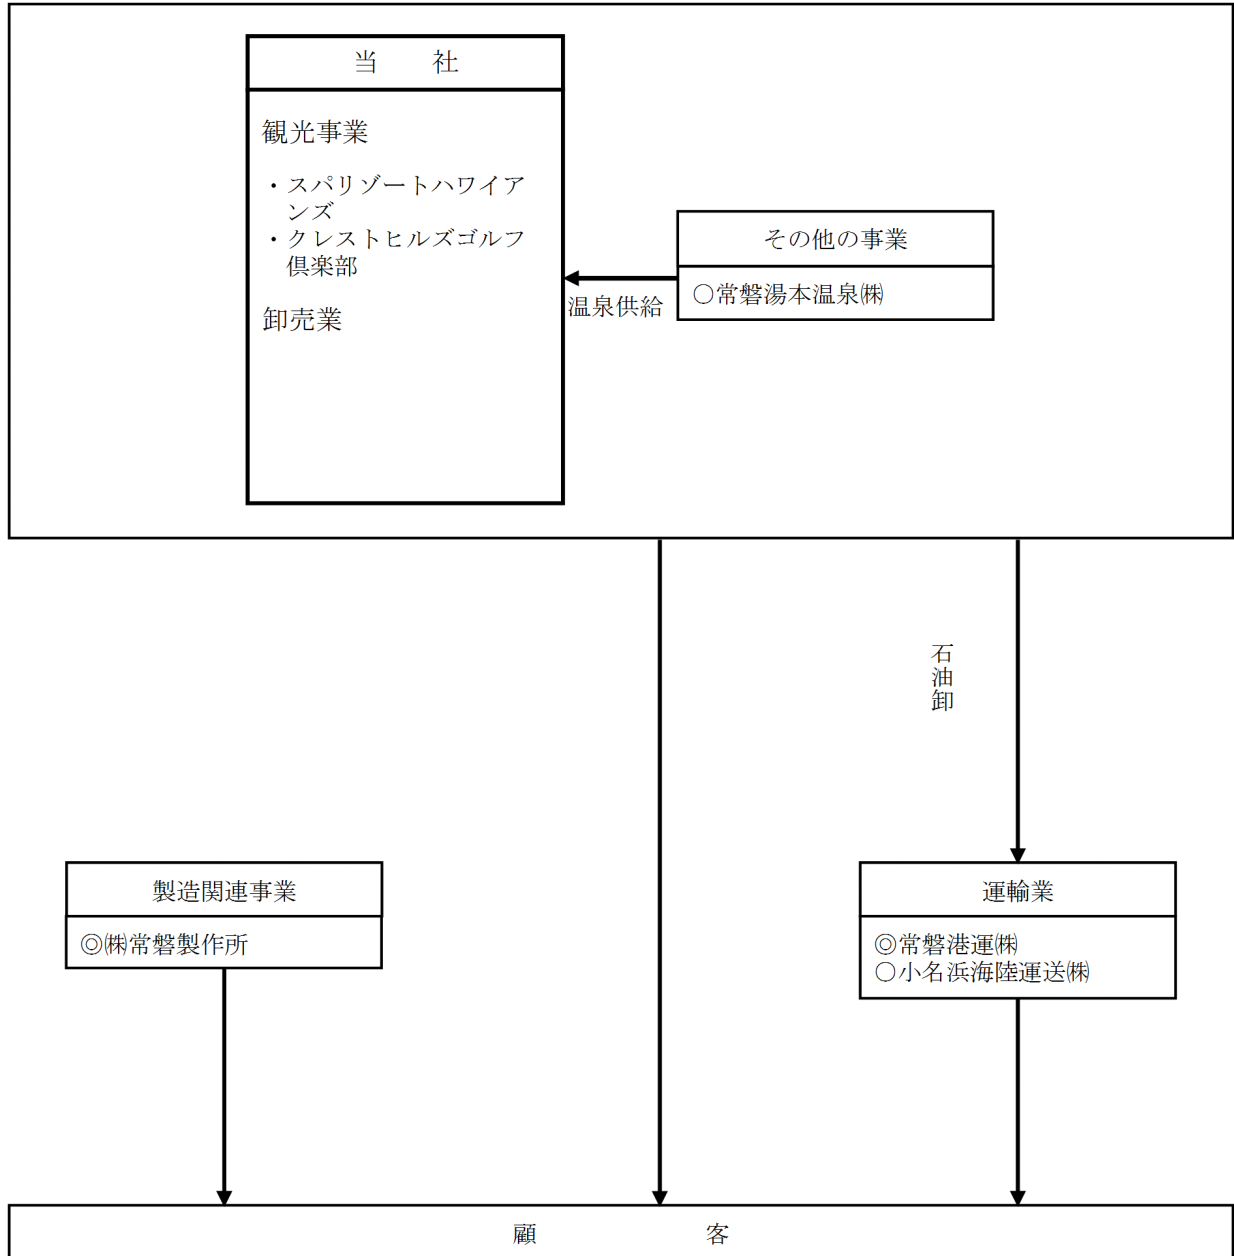 当　　社
観光事業
・スパリゾートハワイア
ンズ
・クレストヒルズゴルフ
倶楽部
卸売業
その他の事業
○常磐湯本温泉㈱
温泉供給
石油卸
製造関連事業
◎㈱常磐製作所
運輸業
◎常磐港運㈱
○小名浜海陸運送㈱
顧　　　　　　　客